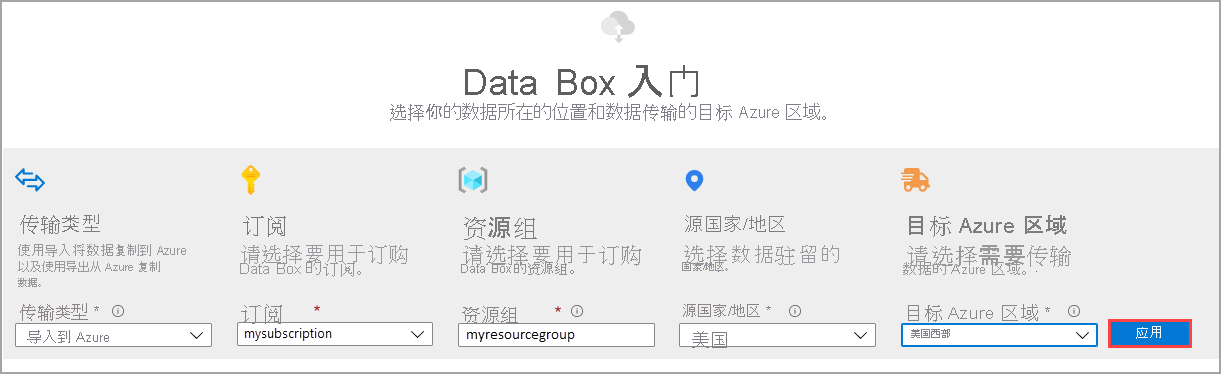 Data Box 入门
选择你的数据所在的位置和数据传输的目标 Azure 区域。
传输类型
使用导入将数据复制到 Azure
以及使用导出从 Azure 复制
数据。
传输类型 *
导入到 Azure
订阅
请选择要用于订购
Data Box 的订阅。
订阅 *
mysubscription
资源组
请选择要用于订购
Data Box的资源组。
资源组 *
myresourcegroup
源国家/地区
选择数据驻留的
国家/地区。
源国家/地区 *
美国
目标 Azure 区域
请选择需要传输
数据的 Azure 区域。.
目标 Azure 区域 *
美国西部
应用